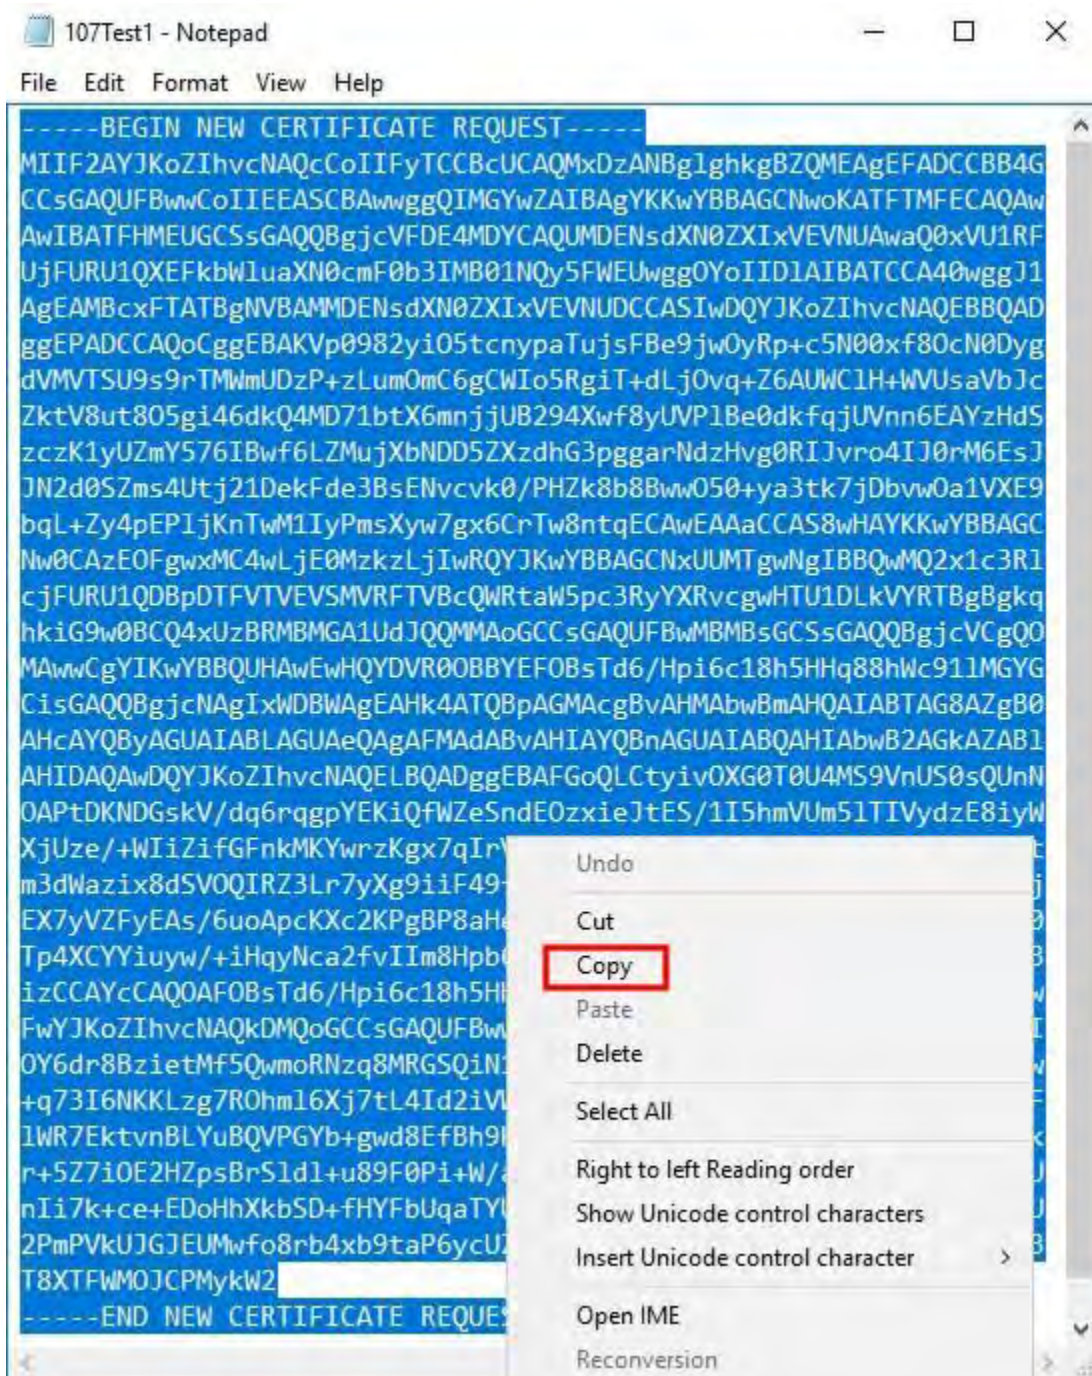 107Test1 - Notepad
File Edit Format View Help
-----BEGIN NEW CERTIFICATE REQUEST-----
MIIF2AYJKoZIhvcNAQcCoIIFyTCCBcUCAQMxDzANBglghkgBZQMEAgEFADCCBB4G
CCsGAQUFBwwCoIIEEASCBAwwggQIMGYwZAIBAgYKKwYBBAGCNwoKATFTMFECAQAw
AwIBATFHMEUGCSsGAQQBgjcVFDE4MDYCAQUMDENsdXN0ZXIxVEVNUAwaQ0xVU1RF
UjFURU1QXEFkbWluaXN0cmF0b3IMB01NQy5FWEUwggOYoIIDlAIBATCCA40wggJ1
AgEAMBcxFTATBgNVBAMMDENsdXN0ZXIxVEVNUDCCASIwDQYJKoZIhvcNAQEBBQAD
ggEPADCCAQoCggEBAKVp0982yiO5tcnypaTujsFBe9jwOyRp+c5N00xf8OcN0Dyg
dVMVTSU9s9rTMWmUDzP+zLumOmC6gCWIo5RgiT+dLjOvq+Z6AUWClH+WVUsaVbJc
ZktV8ut8O5gi46dkQ4MD71btX6mnjjUB294Xwf8yUVPlBe0dkfqjUVnn6EAYzHdS
zczK1yUZmY576IBwf6LZMujXbNDD5ZXzdhG3pggarNdzHvg0RIJvro4IJ0rM6EsJ
JN2d0SZms4Utj21DekFde3BsENvcvk0/PHZk8b8BwwO50+ya3tk7jDbvwOa1VXE9
bqL+Zy4pEPljKnTwM1IyPmsXyw7gx6CrTw8ntqECAwEAAaCCAS8wHAYKKwYBBAGC
Nw0CAzEOFgwxMC4wLjE0MzkzLjIwRQYJKwYBBAGCNxUUMTgwNgIBBQwMQ2x1c3Rl
cjFURU1QDBpDTFVTVEVSMVRFTVBcQWRtaW5pc3RyYXRvcgwHTU1DLkVYRTBgBgkq
hkiG9w0BCQ4xUzBRMBMGA1UdJQQMMAoGCCsGAQUFBwMBMBsGCSsGAQQBgjcVCgQO
MAwwCgYIKwYBBQUHAwEwHQYDVR0OBBYEFOBsTd6/Hpi6c18h5HHq88hWc91lMGYG
CisGAQQBgjcNAgIxWDBWAgEAHk4ATQBpAGMAcgBvAHMAbwBmAHQAIABTAG8AZgB0
AHcAYQByAGUAIABLAGUAeQAgAFMAdABvAHIAYQBnAGUAIABQAHIAbwB2AGkAZABl
AHIDAQAwDQYJKoZIhvcNAQELBQADggEBAFGoQLCtyivOXG0T0U4MS9VnUS0sQUnN
OAPtDKNDGskV/dq6rqgpYEKiQfWZeSndEOzxieJtES/1I5hmVUm5lTIVydzE8iyW
XjUze/+WIiZifGFnkMKYwrzKgx7qIr
m3dWazix8dSVOQIRZ3Lr7yXg9iiF49
EX7yVZFyEAs/6uoApcKXc2KPgBP8aH
Tp4XCYYiuyw/+iHqyNca2fvIIm8Hpb
izCCAYcCAQOAFOBsTd6/Hpi6c18h5H
FwYJKoZIhvcNAQkDMQoGCCsGAQUFBw
OY6dr8BzietMf5QwmoRNzq8MRGSQiN
+q73I6NKKLzg7ROhml6Xj7tL4Id2iV
lWR7EktvnBLYuBQVPGYb+gwd8EfBh9
r+5Z7iOE2HZpsBrSldl+u89F0Pi+W/
nIi7k+ce+EDoHhXkbSD+fHYFbUqaTY
2PmPVkUJGJEUMwfo8rb4xb9taP6ycU
T8XTFWMOJCPMykW2
-----END NEW CERTIFICATE REQUES
Undo
Cut
Copy
Paste
Delete
Select All
Right to left Reading order
Show Unicode control characters
Insert Unicode control character
Open IME
Reconversion